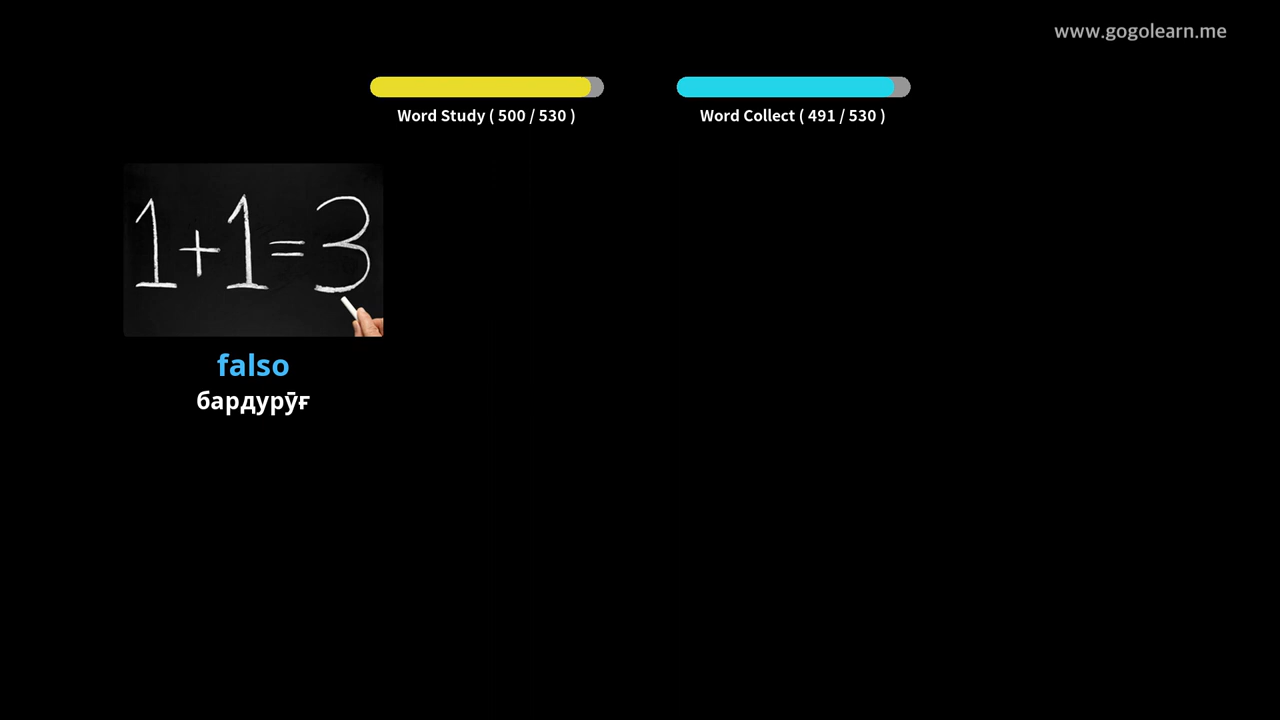 www.gogolearn.me
Word Study ( 500 / 530 )
Word Collect ( 491 / 530 )
1+1=3
falso
бардурӯғ